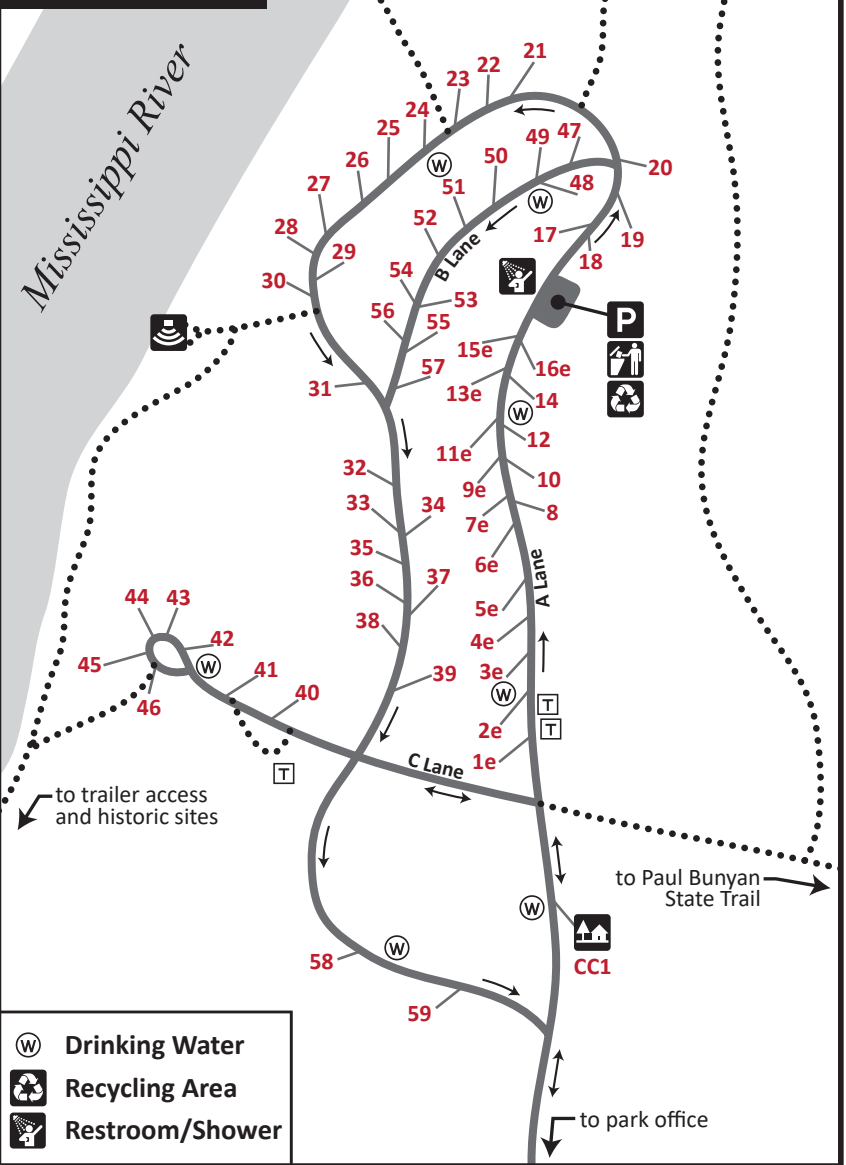 Mississippi River
21
22
23
24
25
26
27
28
29
30
31
47
49
48
50
51
52
B Lane
54
53
56
55
57
20
19
17
18
W
W
P
15e
16e
13e
14
W
12
11e
10
9e
8
7e
6e
A Lane
5e
4e
3e
W
T
T
2e
1e
32
33
34
35
36
37
38
39
44
43
42
W
45
41
46
40
T
C Lane
to trailer access
and historic sites
to Paul Bunyan
State Trail
W
CC1
58
W
59
to park office
W Drinking Water
Recycling Area
Restroom/Shower